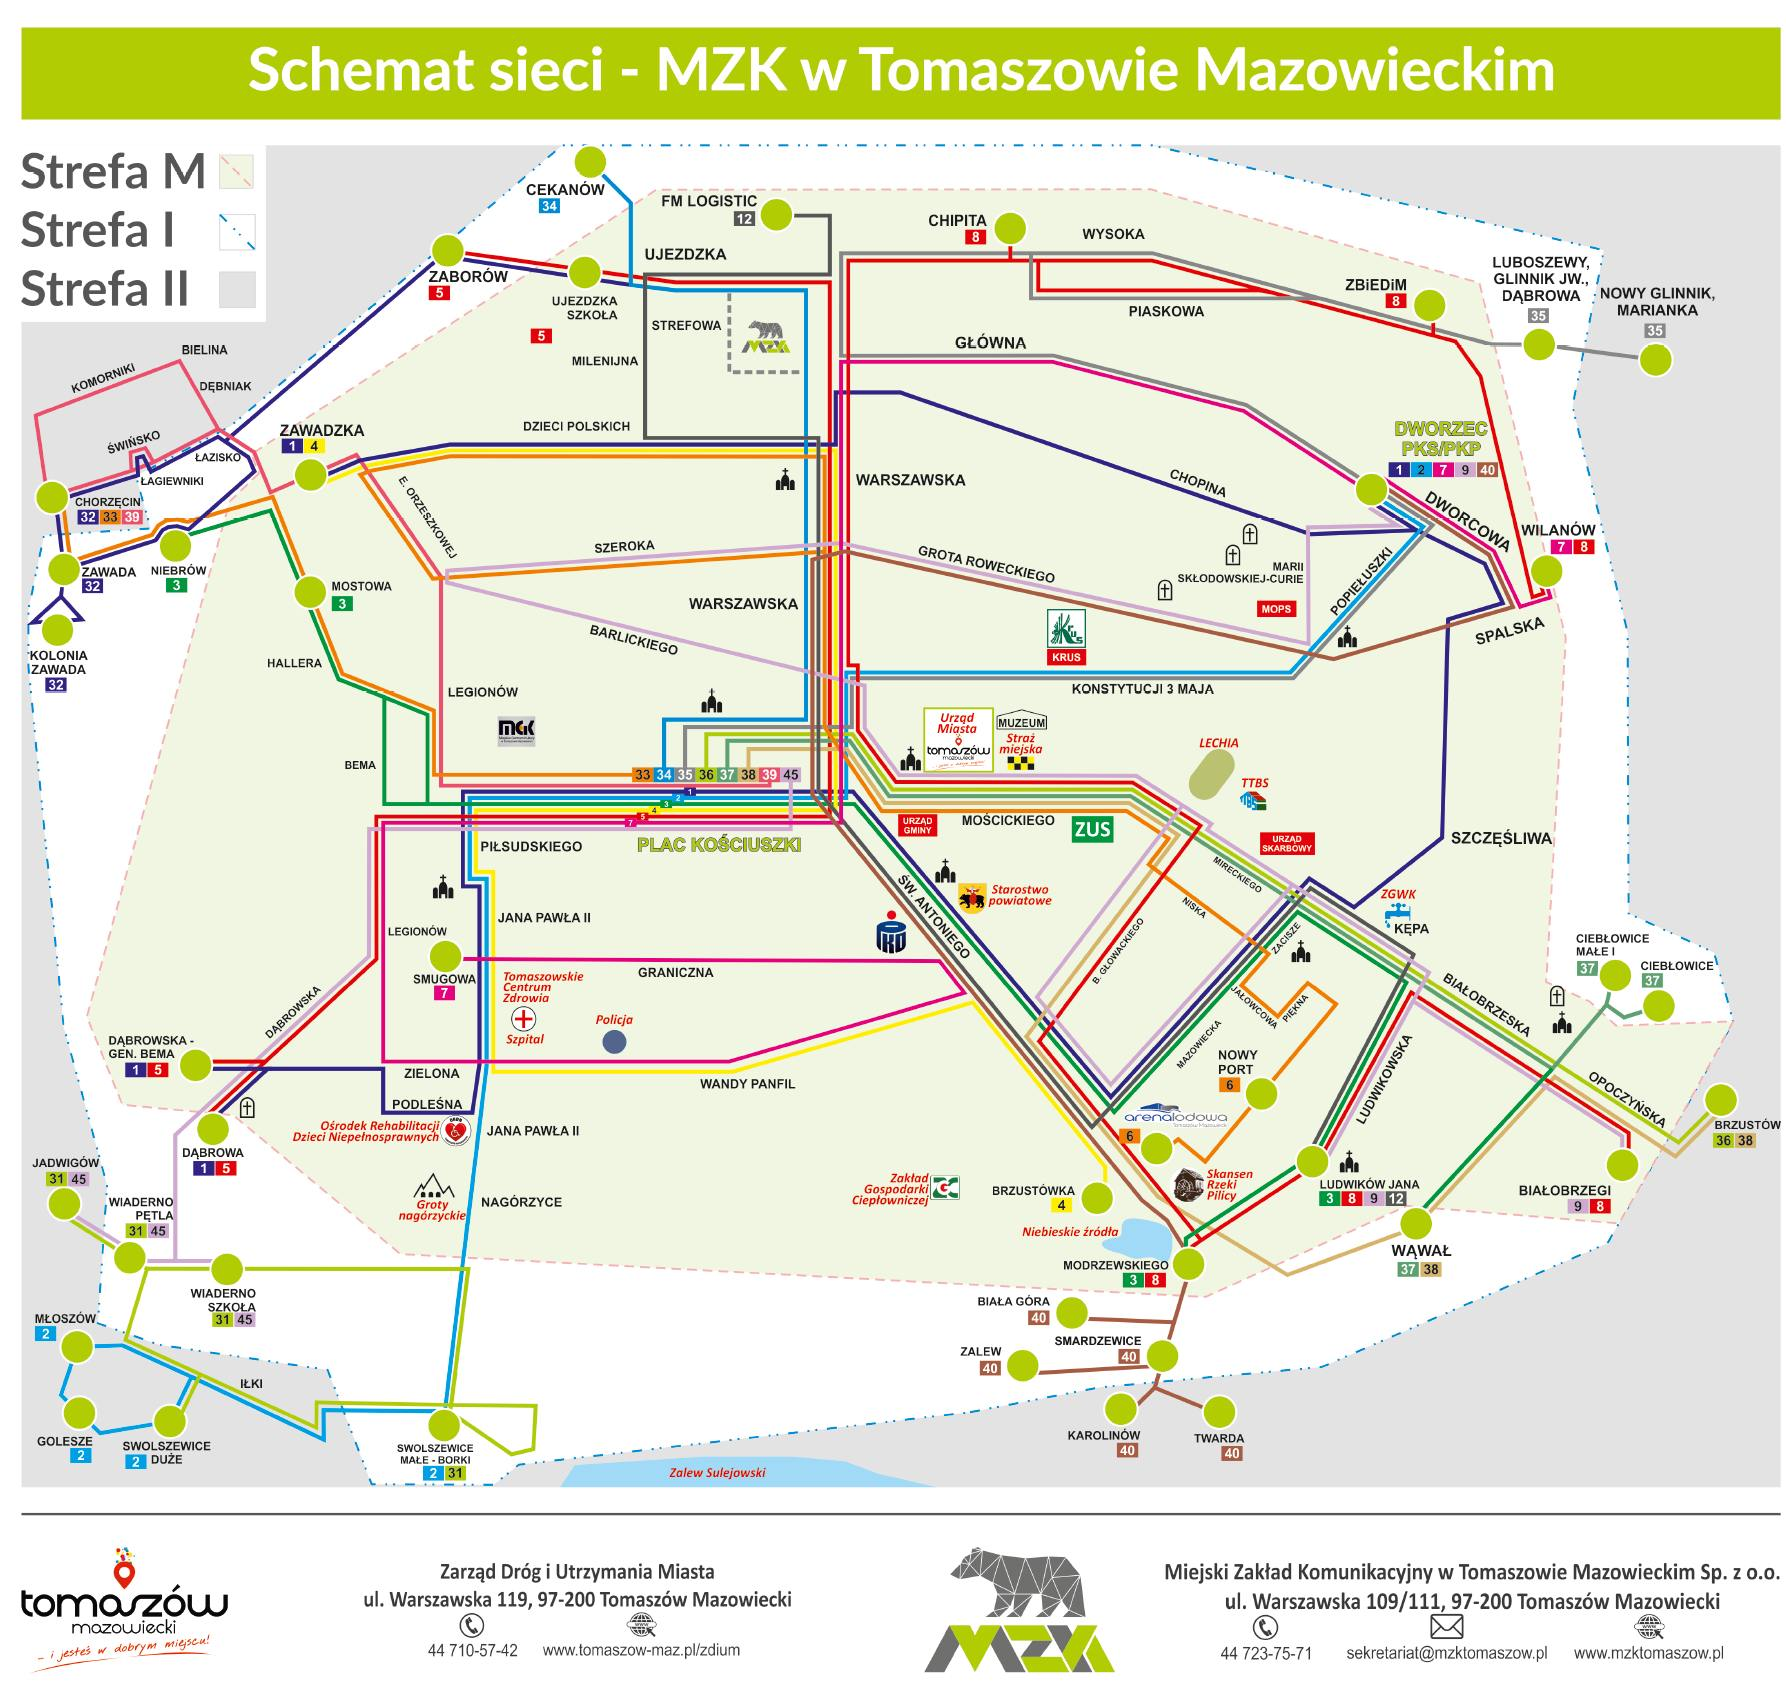 Schemat sieci - MZK w Tomaszowie Mazowieckim
Strefa M
Strefa I
Strefa II
CEKANÓW
34
FM LOGISTIC
12
CHIPITA
8
WYSOKA
UJEZDZKA
ZABORÓW
5
UJEZDZKA
SZKOŁA
5
STREFOWA
MZK
MILENIJNA
PIASKOWA
ZBiEDiM
8
LUBOSZEWY,
GLINNIK JW.,
DĄBROWA
35
NOWY GLINNIK,
MARIANKA
35
GŁÓWNA
BIELINA
KOMORNIKI
DĘBNIAK
ŚWIŃSKO
ŁAZISKO
ŁAGIEWNIKI
ZAWADZKA
1 4
DZIECI POLSKICH
DWORZEC
PKS/PKP
1 2 7 9 40
WARSZAWSKA
CHOPINA
DWORCOWA
CHORZĘCIN
32 33 39
E. ORZESZKOWEJ
WILANÓW
7 8
ZAWADA
32
NIEBRÓW
3
SZEROKA
GROTA ROWECKIEGO
MARII
SKŁODOWSKIEJ-CURIE
MOPS
POPIEŁUSZKI
MOSTOWA
3
WARSZAWSKA
BARLICKIEGO
KRUS
KRUS
SPALSKA
KOLONIA
ZAWADA
32
HALLERA
LEGIONÓW
MCK
KONSTYTUCJI 3 MAJA
Urząd
Miasta
tomaszów
mazowiecki
MUZEUM
Straż
miejska
LECHIA
TTBS
BEMA
33 34 35 36 37 38 39 45
1
2
3
4
5
7
PLAC KOŚCIUSZKI
PIŁSUDSKIEGO
URZĄD
GMINY
MOŚCICKIEGO
ZUS
URZĄD
SKARBOWY
SZCZĘŚLIWA
MIRECKIEGO
ŚW. ANTONIEGO
Starostwo
powiatowe
NISKA
ZGWK
KĘPA
JANA PAWŁA II
LEGIONÓW
SMUGOWA
7
GRANICZNA
B. GŁOWACKIEGO
ZACISZE
CIEBŁOWICE
MAŁE I
37
CIEBŁOWICE
37
Tomaszowskie
Centrum
Zdrowia
Szpital
Policja
DĄBROWSKA
JAŁOWCOWA
PIĘKNA
BIAŁOBRZESKA
MAZOWIECKA
LUDWIKOWSKA
DĄBROWSKA -
GEN. BEMA
1 5
ZIELONA
WANDY PANFIL
NOWY
PORT
6
OPOCZYŃSKA
PODLEŚNA
arenalodowa
Tomaszów Mazowiecki
6
BRZUSTÓW
36 38
Ośrodek Rehabilitacji
Dzieci Niepełnosprawnych
JANA PAWŁA II
DĄBROWA
1 5
JADWIGÓW
31 45
Zakład
Gospodarki
Ciepłowniczej
BRZUSTÓWKA
4
Skansen
Rzeki
Pilicy
LUDWIKÓW JANA
3 8 9 12
BIAŁOBRZEGI
9 8
WIADERNO
PĘTLA
31 45
Groty
nagórzyckie
NAGÓRZYCE
Niebieskie źródła
WĄWAŁ
37 38
MODRZEWSKIEGO
3 8
WIADERNO
SZKOŁA
31 45
BIAŁA GÓRA
40
MŁOSZÓW
2
SMARDZEWICE
40
ZALEW
40
IŁKI
GOLESZE
2
SWOLSZEWICE
DUŻE
2
SWOLSZEWICE
MAŁE - BORKI
2 31
KAROLINÓW
40
TWARDA
40
Zalew Sulejowski
tomaszów
mazowiecki
– i jesteś w dobrym miejscu!
Zarząd Dróg i Utrzymania Miasta
ul. Warszawska 119, 97-200 Tomaszów Mazowiecki
44 710-57-42 www.tomaszow-maz.pl/zdium
MZK
Miejski Zakład Komunikacyjny w Tomaszowie Mazowieckim Sp. z o.o.
ul. Warszawska 109/111, 97-200 Tomaszów Mazowiecki
44 723-75-71 sekretariat@mzktomaszow.pl www.mzktomaszow.pl